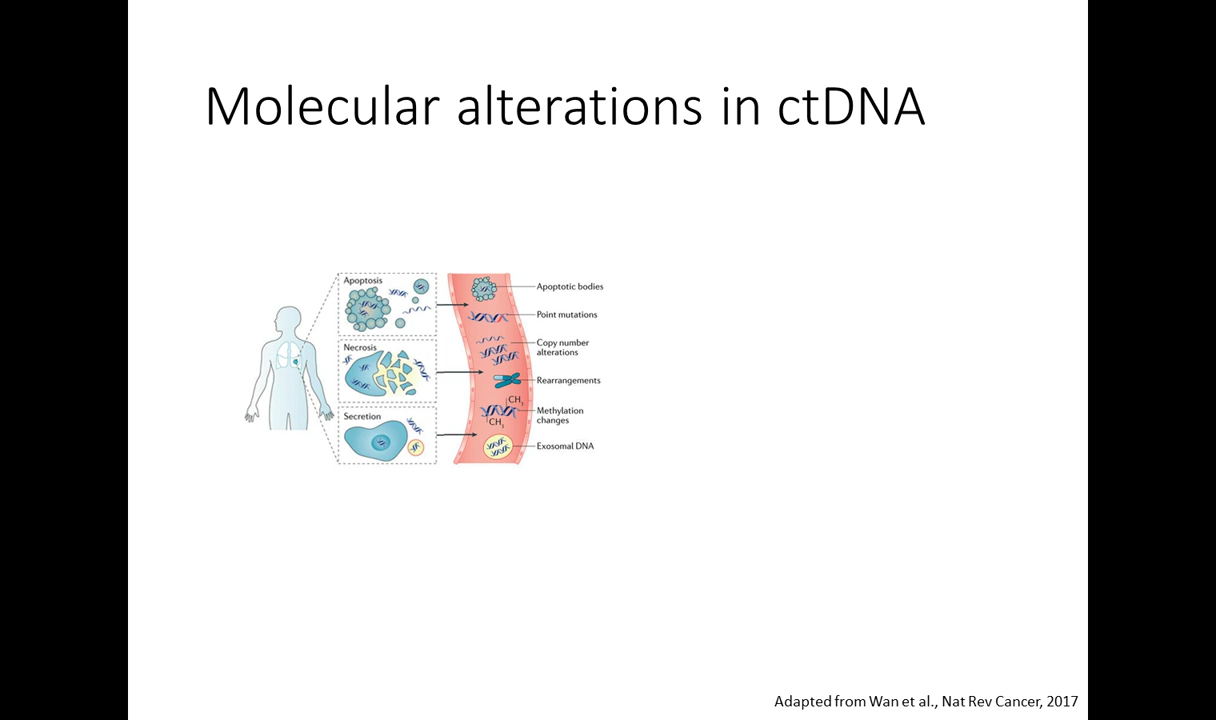 Molecular alterations in ctDNA
Apoptosis
Necrosis
Secretion
Apoptotic bodies
Point mutations
Copy number
alterations
Rearrangements
CH3
Methylation
changes
CH3
Exosomal DNA
Adapted from Wan et al., Nat Rev Cancer, 2017